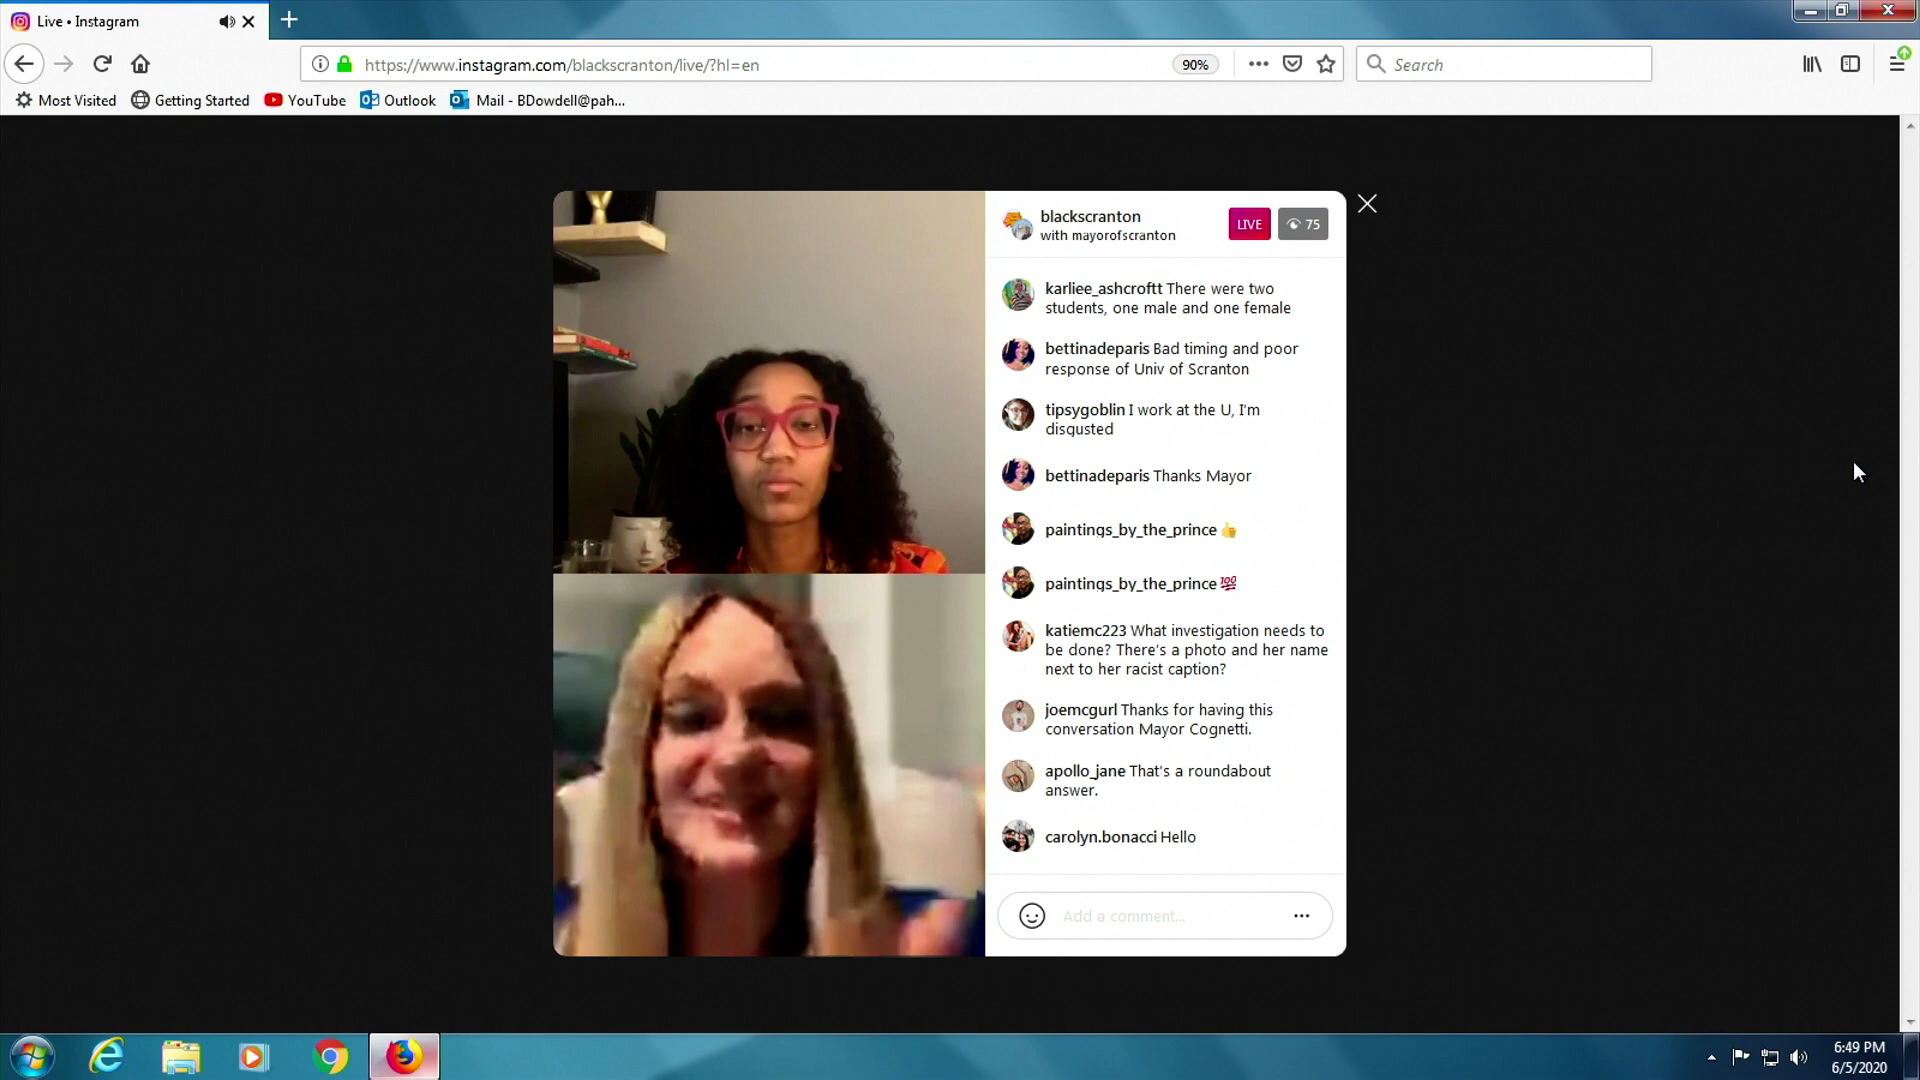 Live • Instagram
https://www.instagram.com/blackscranton/live/?hl=en
90%
Search
Most Visited
Getting Started
YouTube
Outlook
Mail - BDowdell@pah...
blackscranton
with mayorofscranton
LIVE
75
karliee_ashcroftt There were two
students, one male and one female
bettinadeparis Bad timing and poor
response of Univ of Scranton
tipsygoblin I work at the U, I'm
disgusted
bettinadeparis Thanks Mayor
paintings_by_the_prince 👍
paintings_by_the_prince 💯
katiemc223 What investigation needs to
be done? There's a photo and her name
next to her racist caption?
joemcgurl Thanks for having this
conversation Mayor Cognetti.
apollo_jane That's a roundabout
answer.
carolyn.bonacci Hello
Add a comment...
6:49 PM
6/5/2020